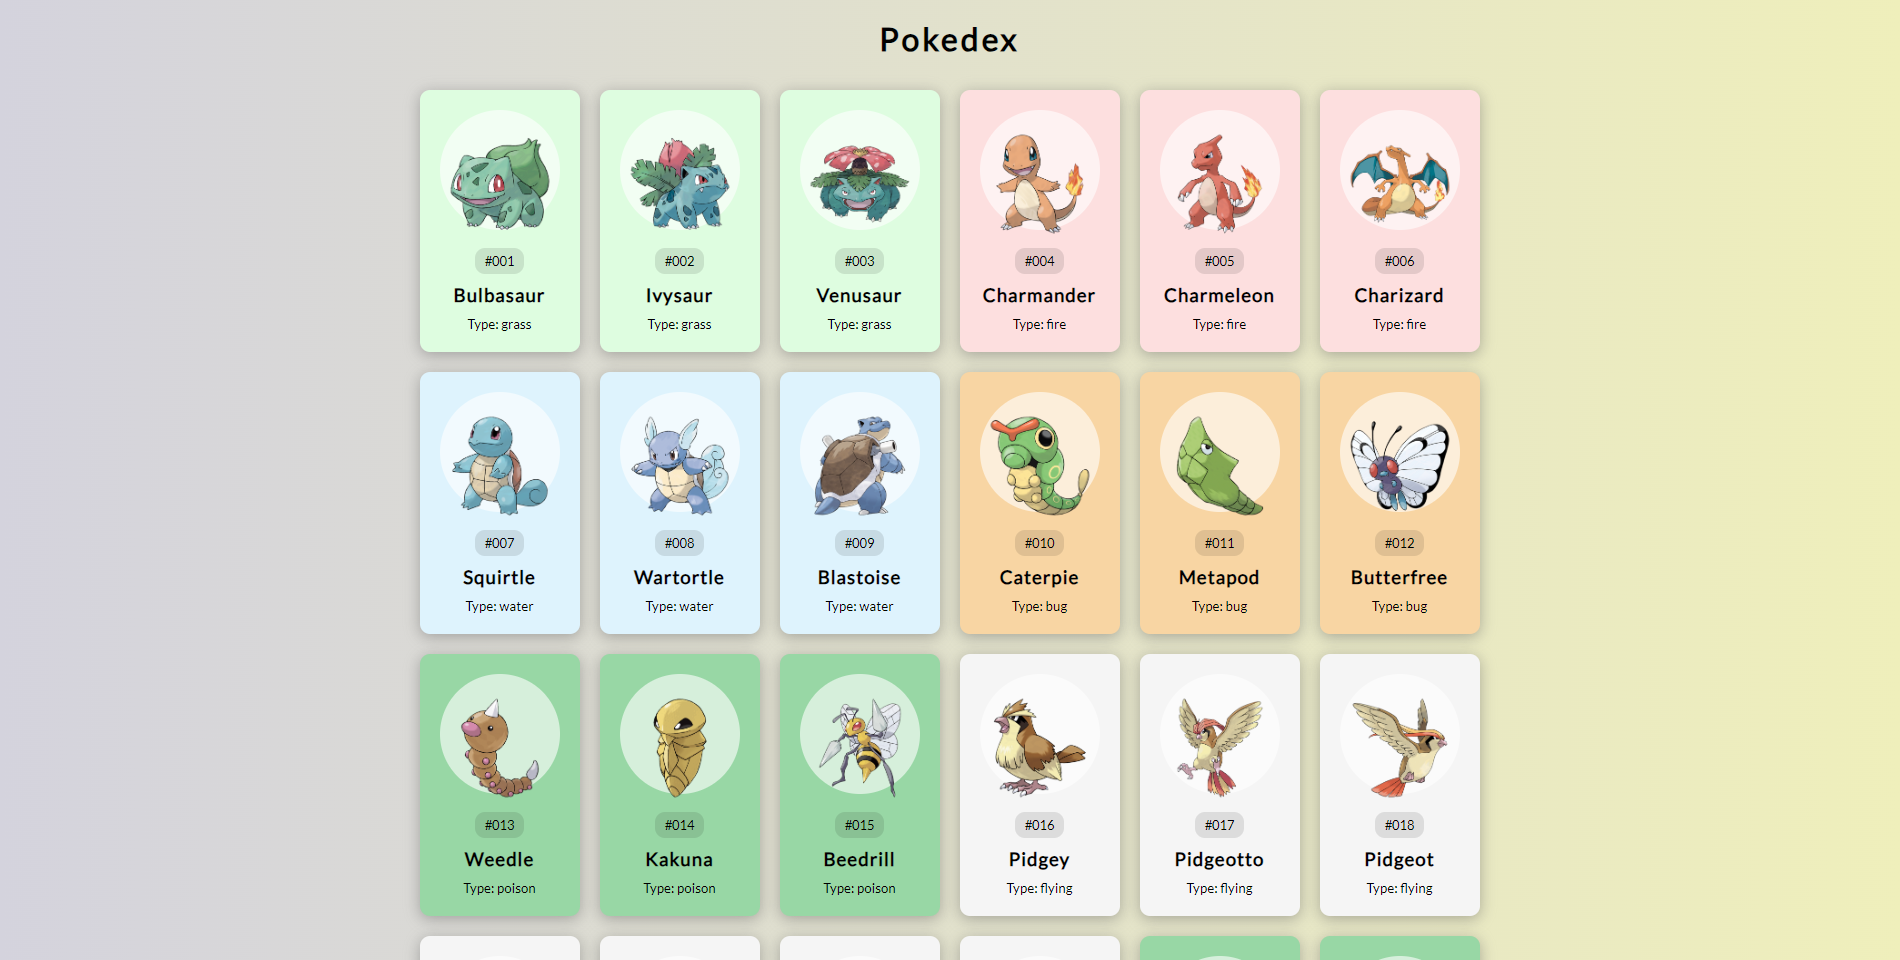 Pokedex
#001
Bulbasaur
Type: grass
#002
Ivysaur
Type: grass
#003
Venusaur
Type: grass
#004
Charmander
Type: fire
#005
Charmeleon
Type: fire
#006
Charizard
Type: fire
#007
Squirtle
Type: water
#008
Wartortle
Type: water
#009
Blastoise
Type: water
#010
Caterpie
Type: bug
#011
Metapod
Type: bug
#012
Butterfree
Type: bug
#013
Weedle
Type: poison
#014
Kakuna
Type: poison
#015
Beedrill
Type: poison
#016
Pidgey
Type: flying
#017
Pidgeotto
Type: flying
#018
Pidgeot
Type: flying